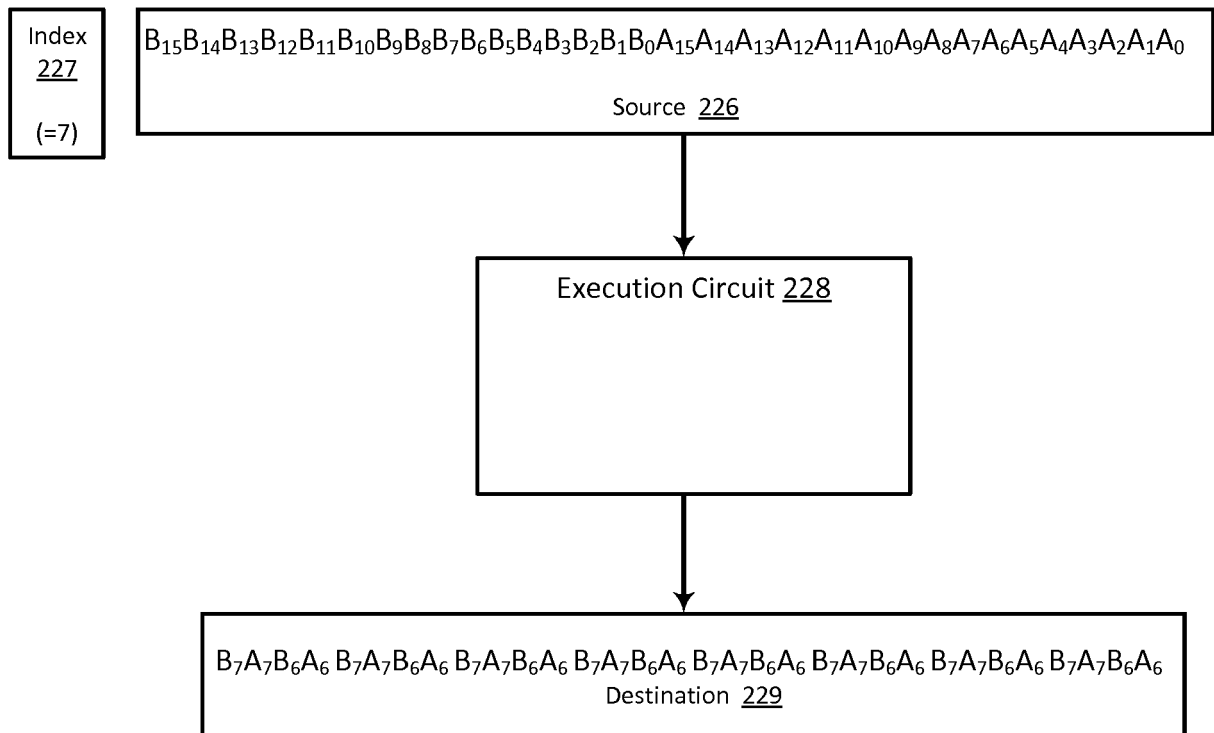 Index
227
(=7)
B₁₅B₁₄B₁₃B₁₂B₁₁B₁₀B₉B₈B₇B₆B₅B₄B₃B₂B₁B₀A₁₅A₁₄A₁₃A₁₂A₁₁A₁₀A₉A₈A₇A₆A₅A₄A₃A₂A₁A₀
Source 226
Execution Circuit 228
B₇A₇B₆A₆ B₇A₇B₆A₆ B₇A₇B₆A₆ B₇A₇B₆A₆ B₇A₇B₆A₆ B₇A₇B₆A₆ B₇A₇B₆A₆ B₇A₇B₆A₆
Destination 229